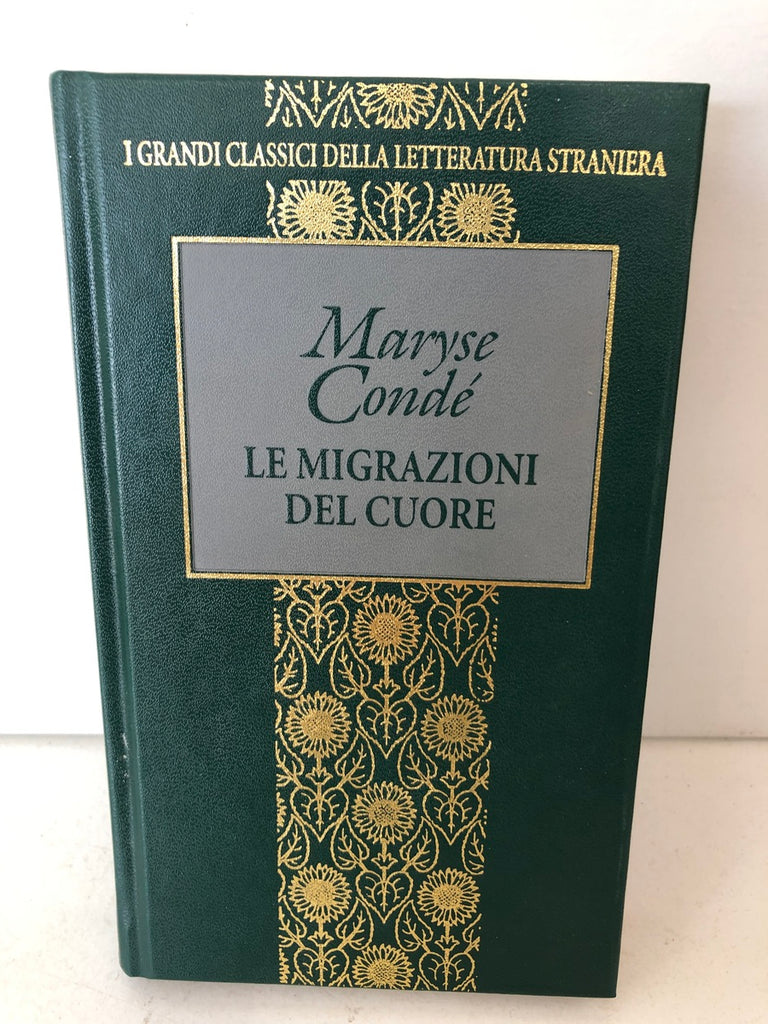 I GRANDI CLASSICI DELLA LETTERATURA STRANIERA
Maryse
Condé
LE MIGRAZIONI
DEL CUORE